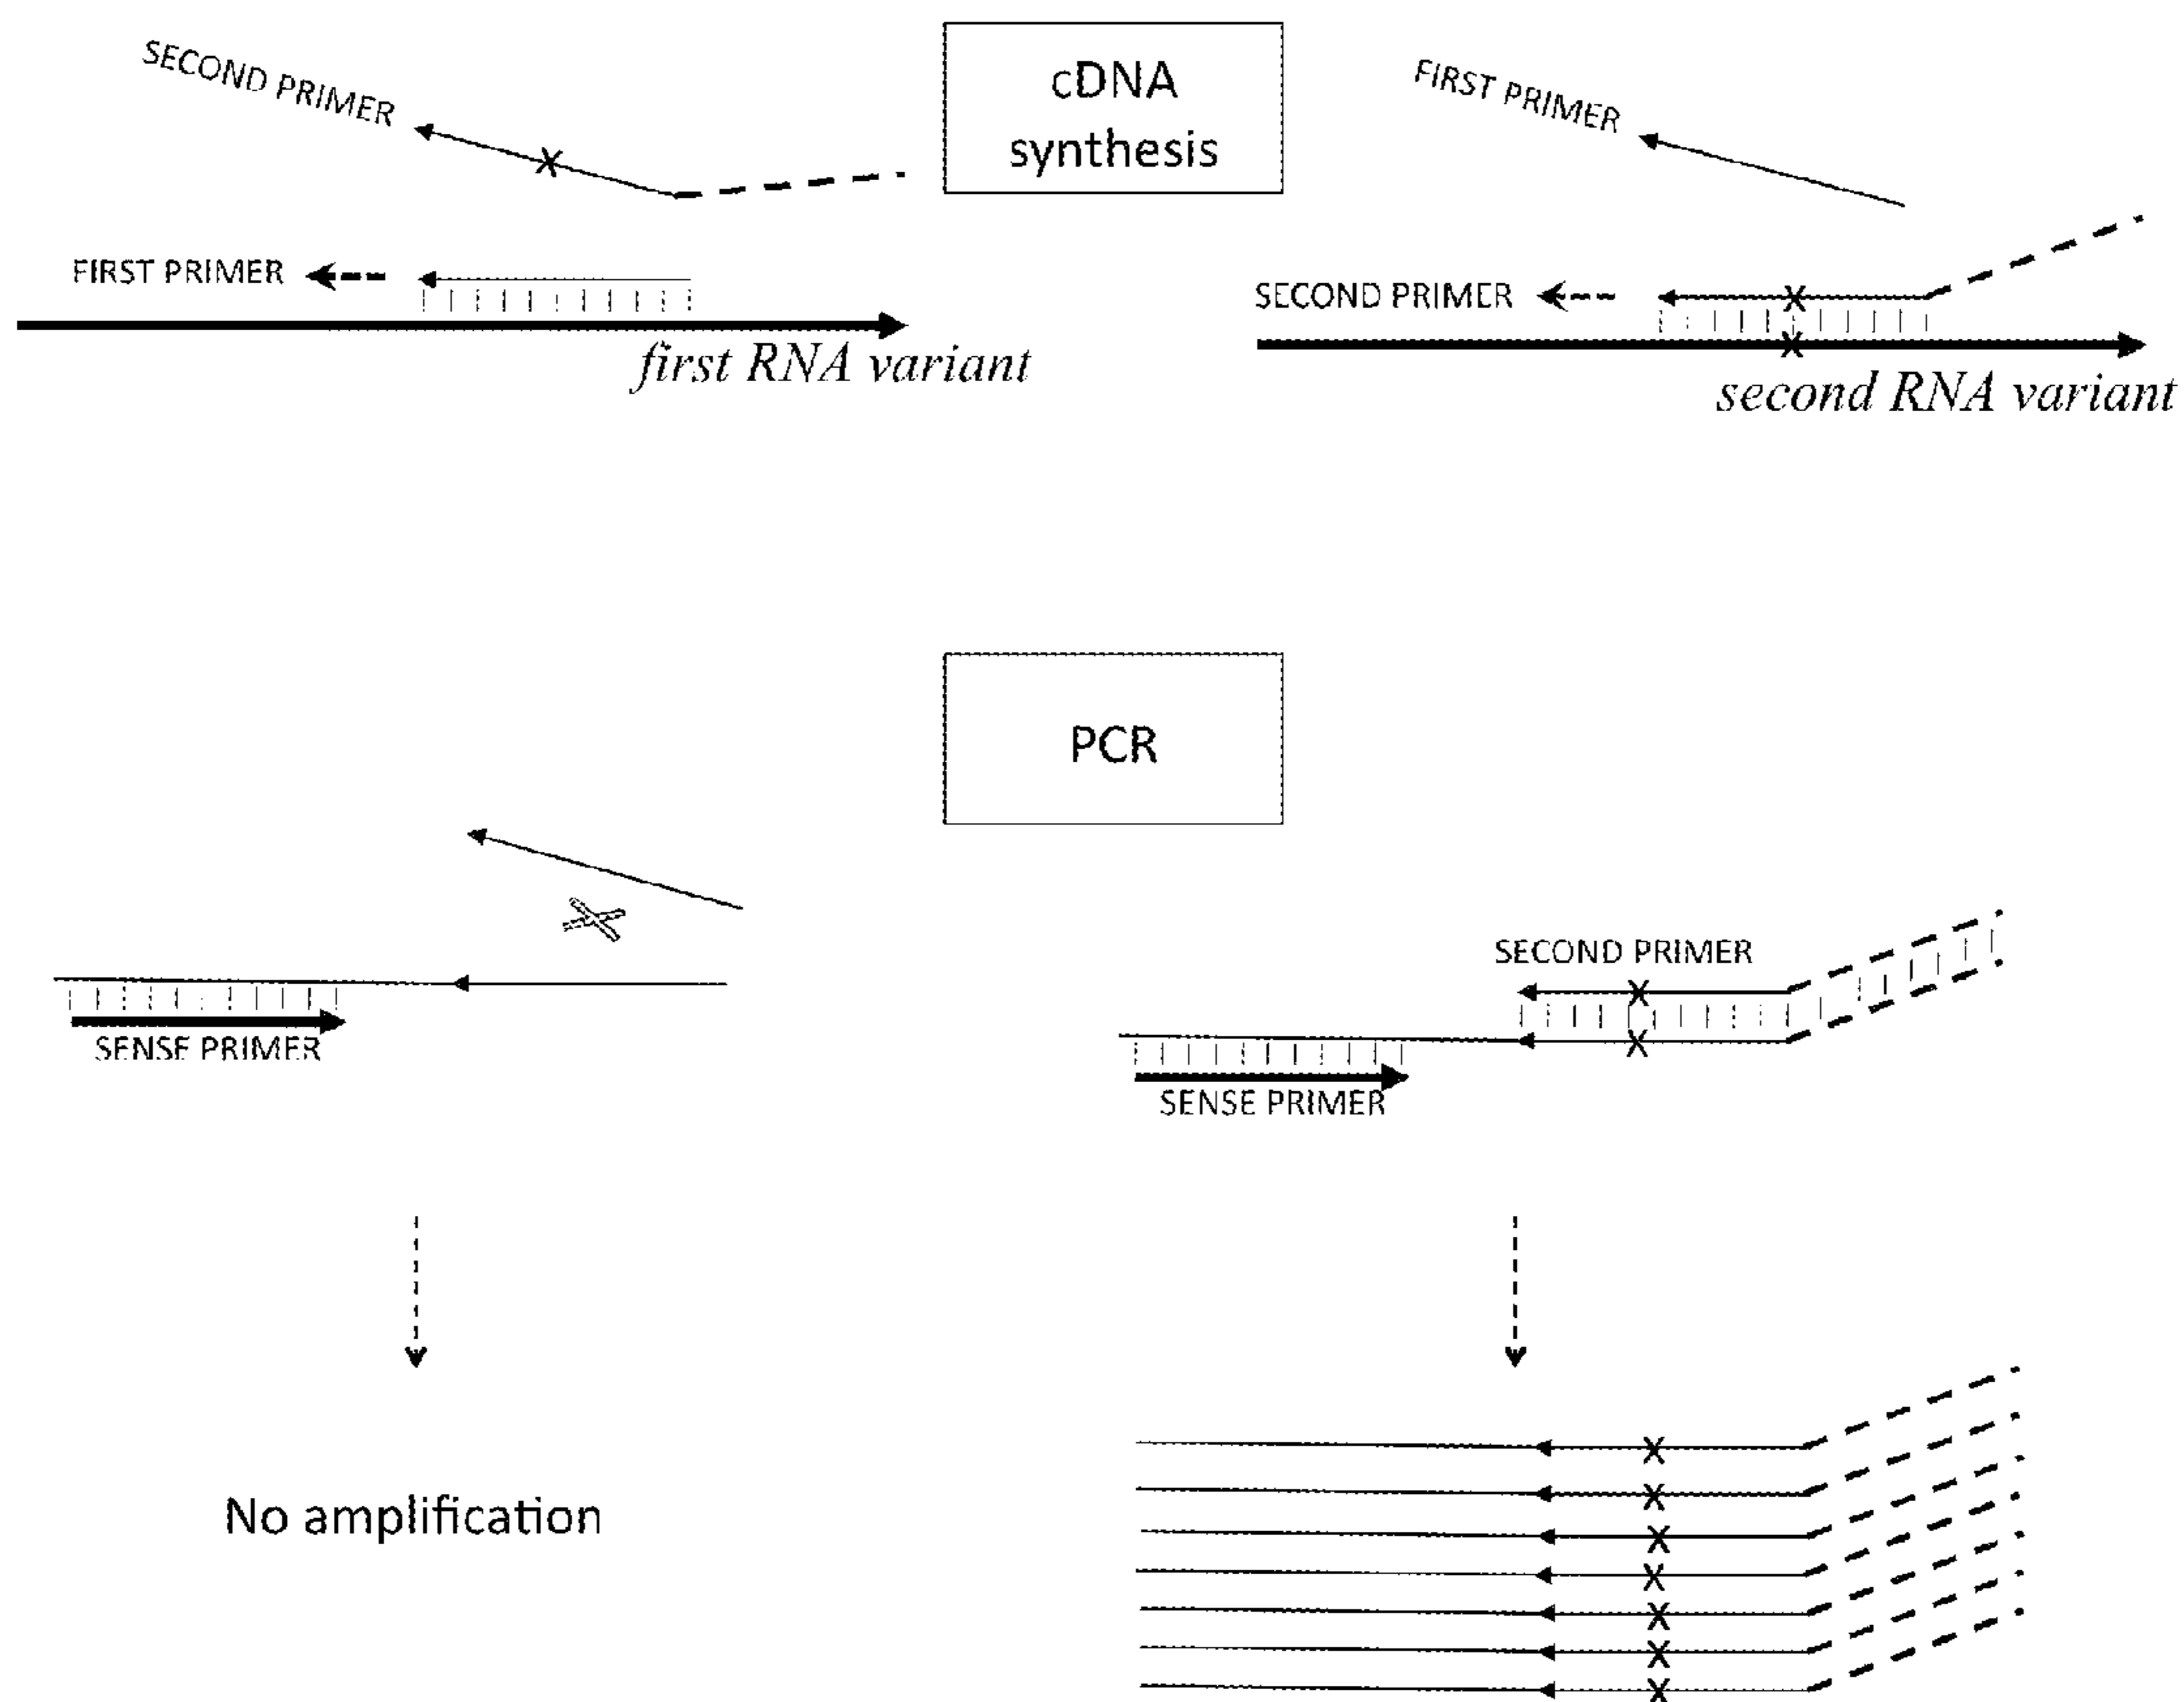 SECOND PRIMER
cDNA
synthesis
FIRST PRIMER
FIRST PRIMER
SECOND PRIMER
first RNA variant
second RNA variant
PCR
SECOND PRIMER
SENSE PRIMER
SENSE PRIMER
No amplification